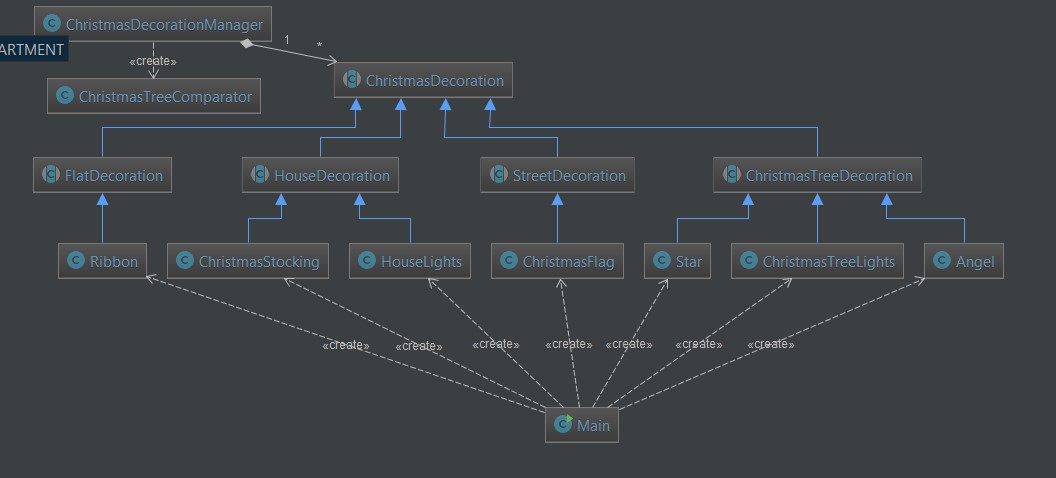 C ChristmasDecorationManager
ARTMENT
1
*
«create»
C ChristmasDecoration
C ChristmasTreeComparator
C FlatDecoration
C HouseDecoration
C StreetDecoration
C ChristmasTreeDecoration
C Ribbon
C ChristmasStocking
C HouseLights
C ChristmasFlag
C Star
C ChristmasTreeLights
C Angel
«create» «create» «create» «create» «create» «create» «create»
C Main